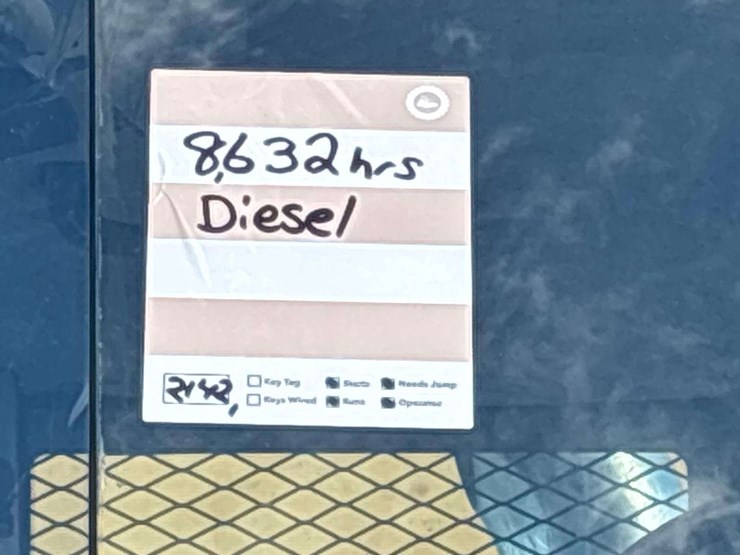 8,632 hrs
Diesel
2142, Key Tag Starts Needs Jump
Keys Wired Runs Operates